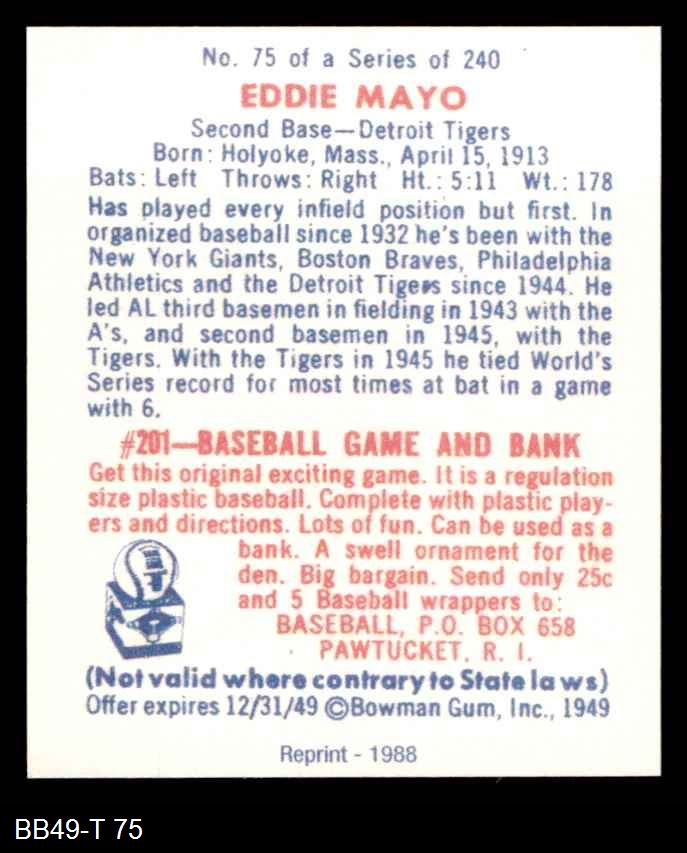 No. 75 of a Series of 240
EDDIE MAYO
Second Base—Detroit Tigers
Born: Holyoke, Mass., April 15, 1913
Bats: Left Throws: Right Ht.: 5:11 Wt.: 178
Has played every infield position but first. In
organized baseball since 1932 he's been with the
New York Giants, Boston Braves, Philadelphia
Athletics and the Detroit Tigers since 1944. He
led AL third basemen in fielding in 1943 with the
A's, and second basemen in 1945, with the
Tigers. With the Tigers in 1945 he tied World's
Series record for most times at bat in a game
with 6.
#201—BASEBALL GAME AND BANK
Get this original exciting game. It is a regulation
size plastic baseball. Complete with plastic play-
ers and directions. Lots of fun. Can be used as a
bank. A swell ornament for the
den. Big bargain. Send only 25c
and 5 Baseball wrappers to:
BASEBALL, P.O. BOX 658
PAWTUCKET, R. I.
(Not valid where contrary to State laws)
Offer expires 12/31/49 ©Bowman Gum, Inc., 1949
Reprint - 1988
BB49-T 75